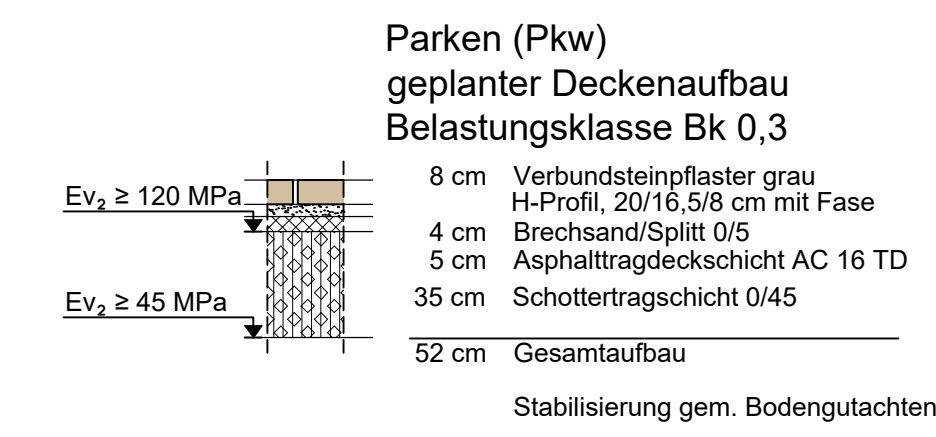 Parken (Pkw)
geplanter Deckenaufbau
Belastungsklasse Bk 0,3
8 cm Verbundsteinpflaster grau
H-Profil, 20/16,5/8 cm mit Fase
Ev₂ ≥ 120 MPa
4 cm Brechsand/Splitt 0/5
5 cm Asphalttragdeckschicht AC 16 TD
35 cm Schottertragschicht 0/45
Ev₂ ≥ 45 MPa
52 cm Gesamtaufbau
Stabilisierung gem. Bodengutachten